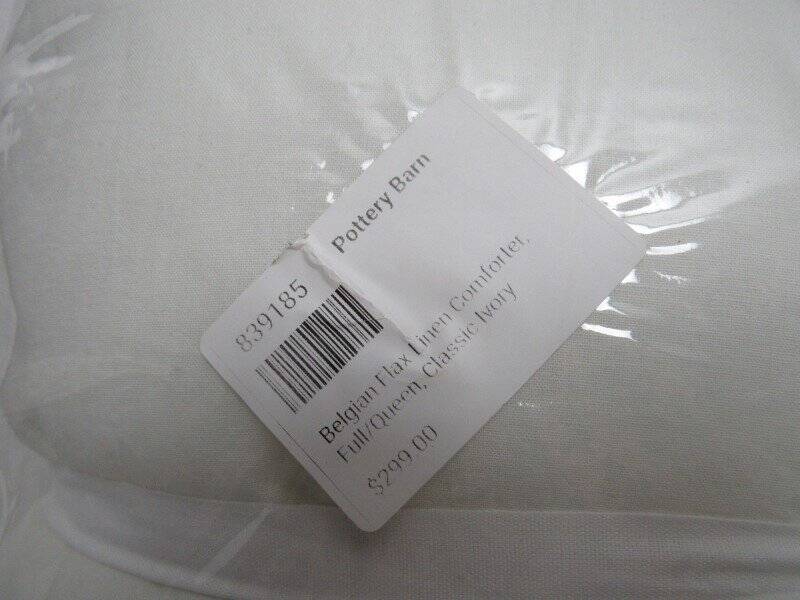 Pottery Barn
839185
Belgian Flax Linen Comforter,
Full/Queen, Classic Ivory
$299.00